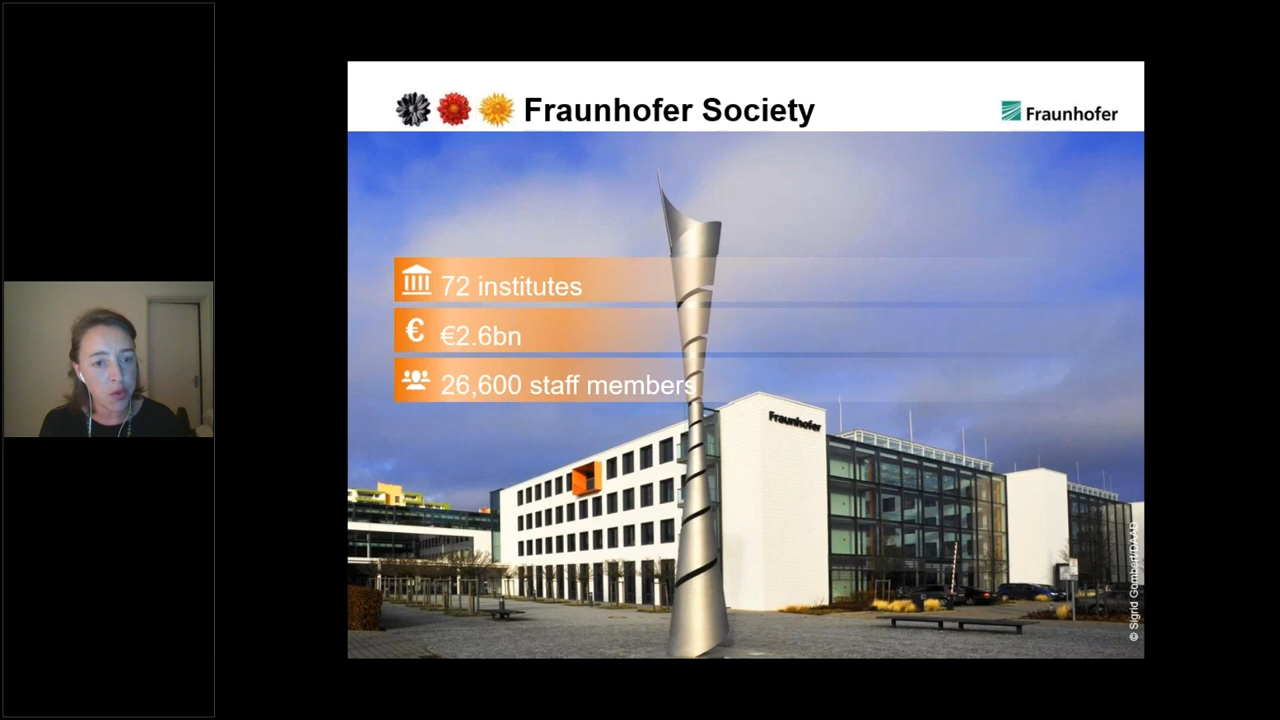 Fraunhofer Society
Fraunhofer
72 institutes
€ €2.6bn
26,600 staff members
Fraunhofer
© Sigrid Gombert/DAAD